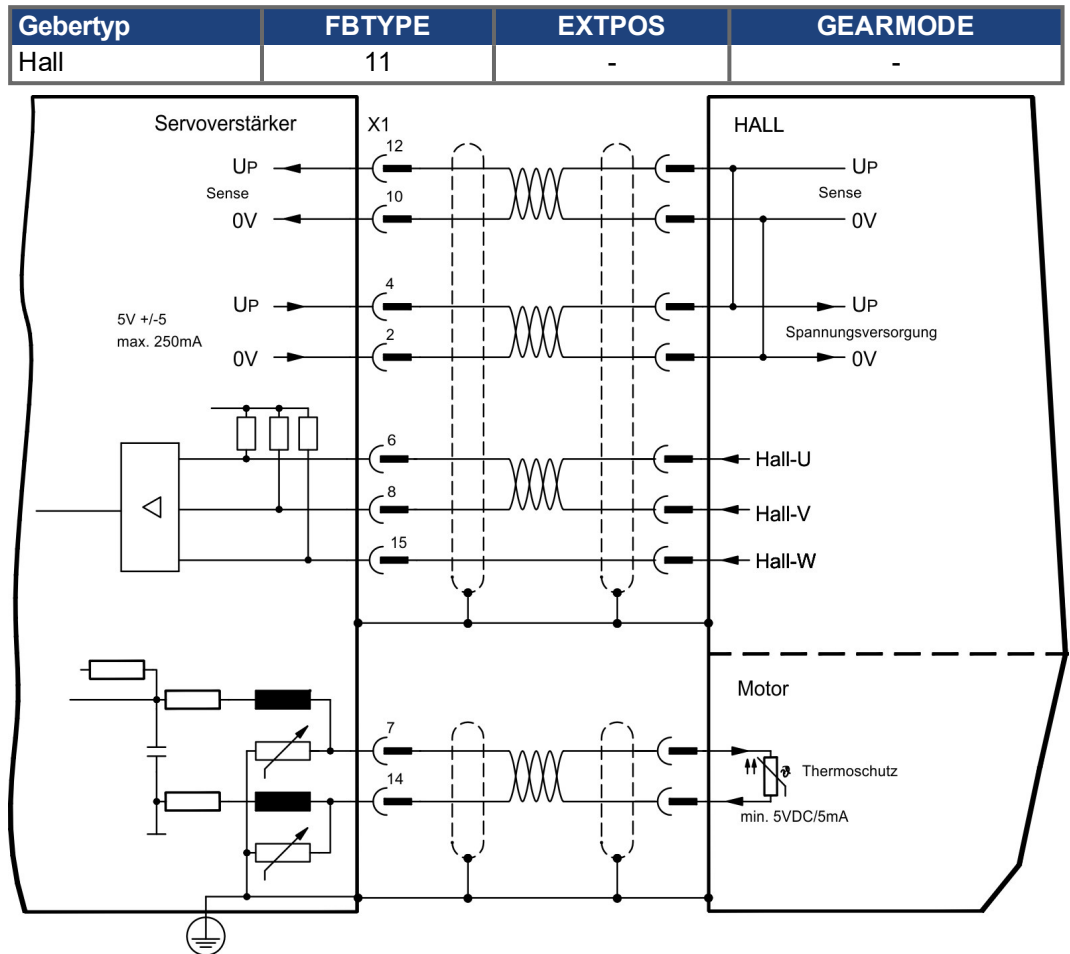 Gebertyp FBTYPE EXTPOS GEARMODE
Hall 11 - -
Servoverstärker X1 HALL
12
UP UP
Sense Sense
10
0V 0V
4
UP UP
5V +/-5
max. 250mA
Spannungsversorgung
2
0V 0V
6
Hall-U
8
Hall-V
15
Hall-W
Motor
7
ϑ Thermoschutz
14
min. 5VDC/5mA